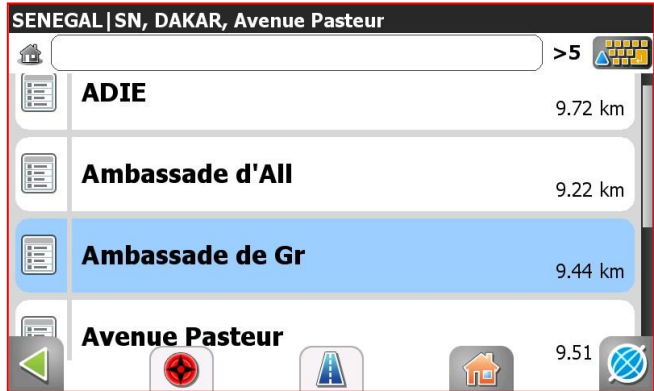 SENEGAL|SN, DAKAR, Avenue Pasteur
>5
ADIE
9.72 km
Ambassade d'All
9.22 km
Ambassade de Gr
9.44 km
Avenue Pasteur
9.51